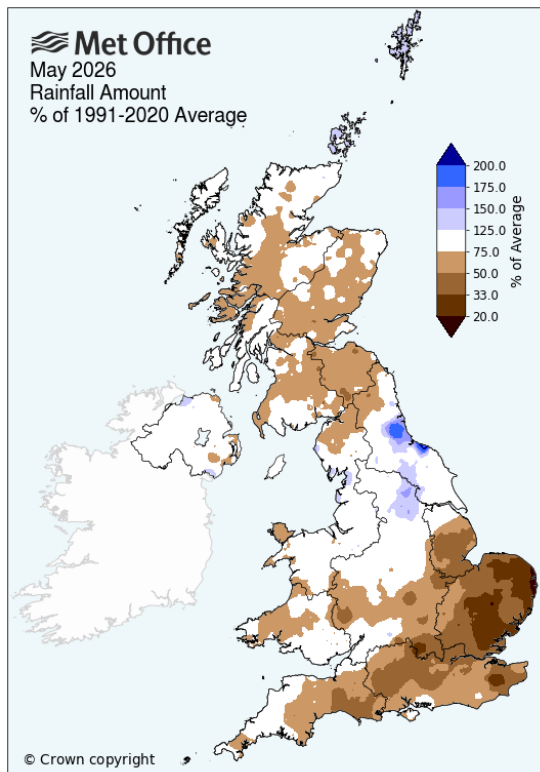 Met Office
May 2026
Rainfall Amount
% of 1991-2020 Average
200.0
175.0
150.0
125.0
75.0
50.0
33.0
20.0
% of Average
© Crown copyright